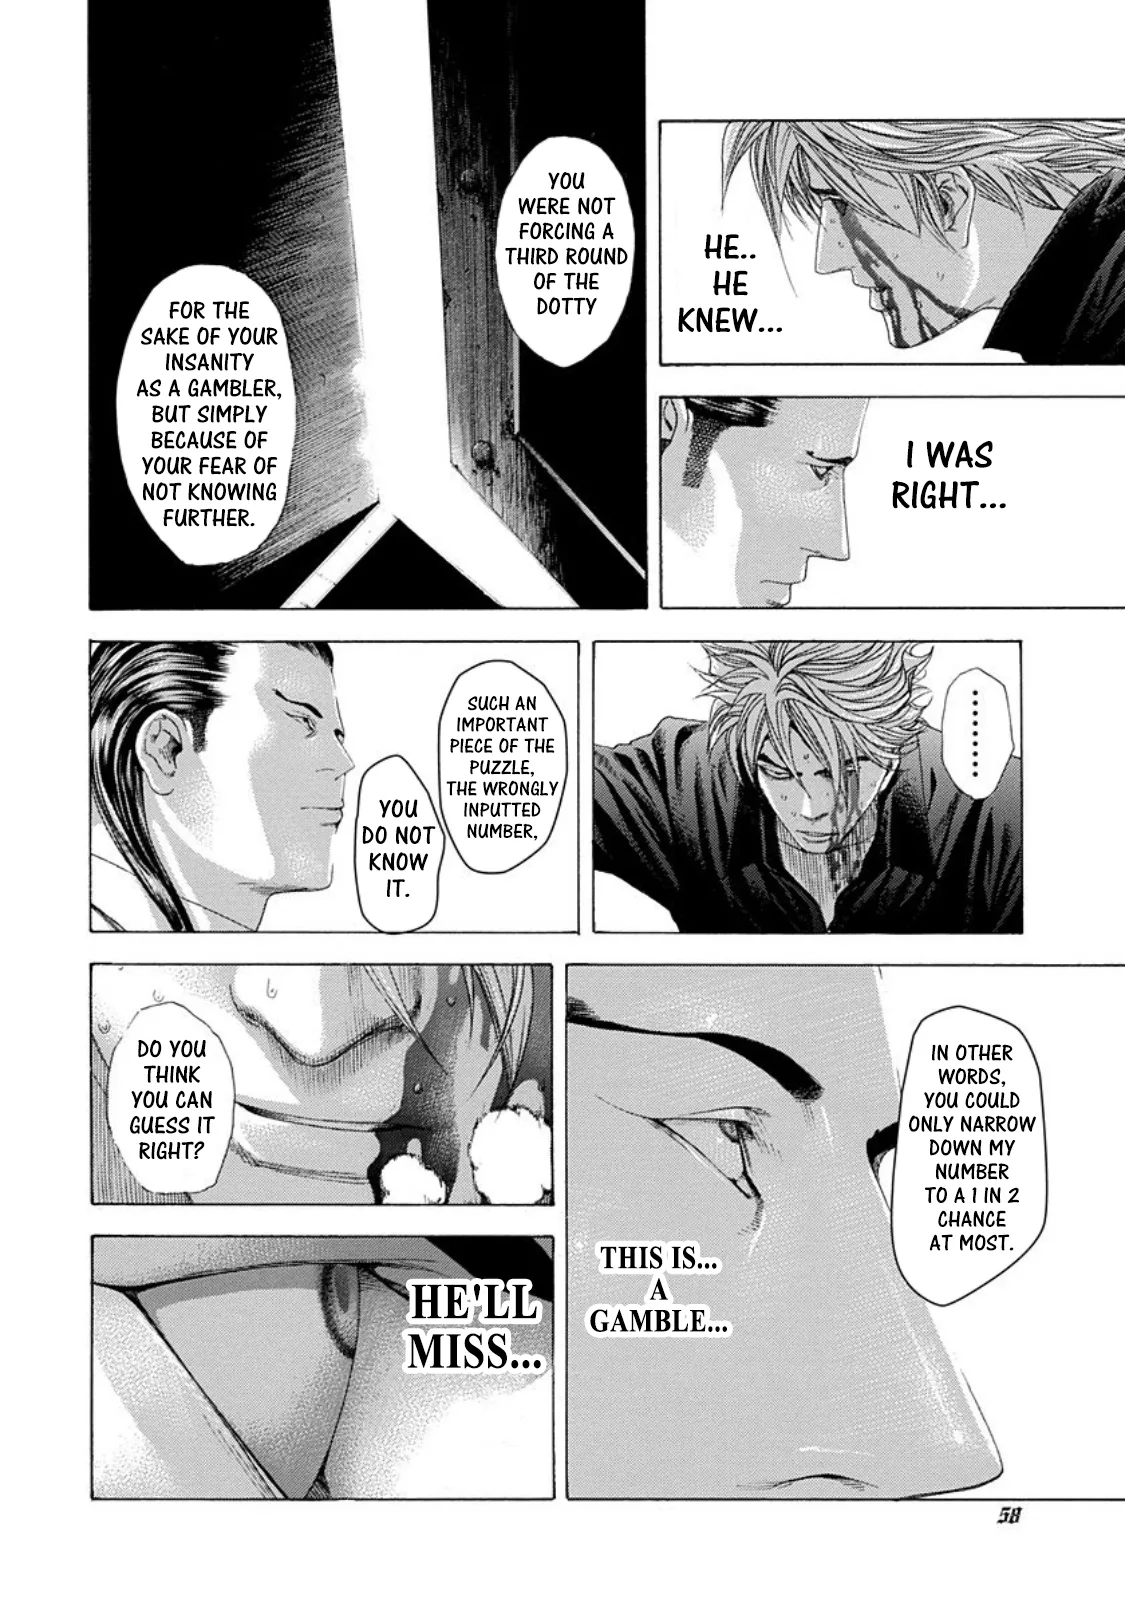 HE..
HE
KNEW...
I WAS
RIGHT...
YOU
WERE NOT
FORCING A
THIRD ROUND
OF THE
DOTTY
FOR THE
SAKE OF YOUR
INSANITY
AS A GAMBLER,
BUT SIMPLY
BECAUSE OF
YOUR FEAR OF
NOT KNOWING
FURTHER.
.........
SUCH AN
IMPORTANT
PIECE OF THE
PUZZLE,
THE WRONGLY
INPUTTED
NUMBER,
YOU
DO NOT
KNOW
IT.
IN OTHER
WORDS,
YOU COULD
ONLY NARROW
DOWN MY
NUMBER
TO A 1 IN 2
CHANCE
AT MOST.
THIS IS...
A
GAMBLE...
DO YOU
THINK
YOU CAN
GUESS IT
RIGHT?
HE'LL
MISS...
58